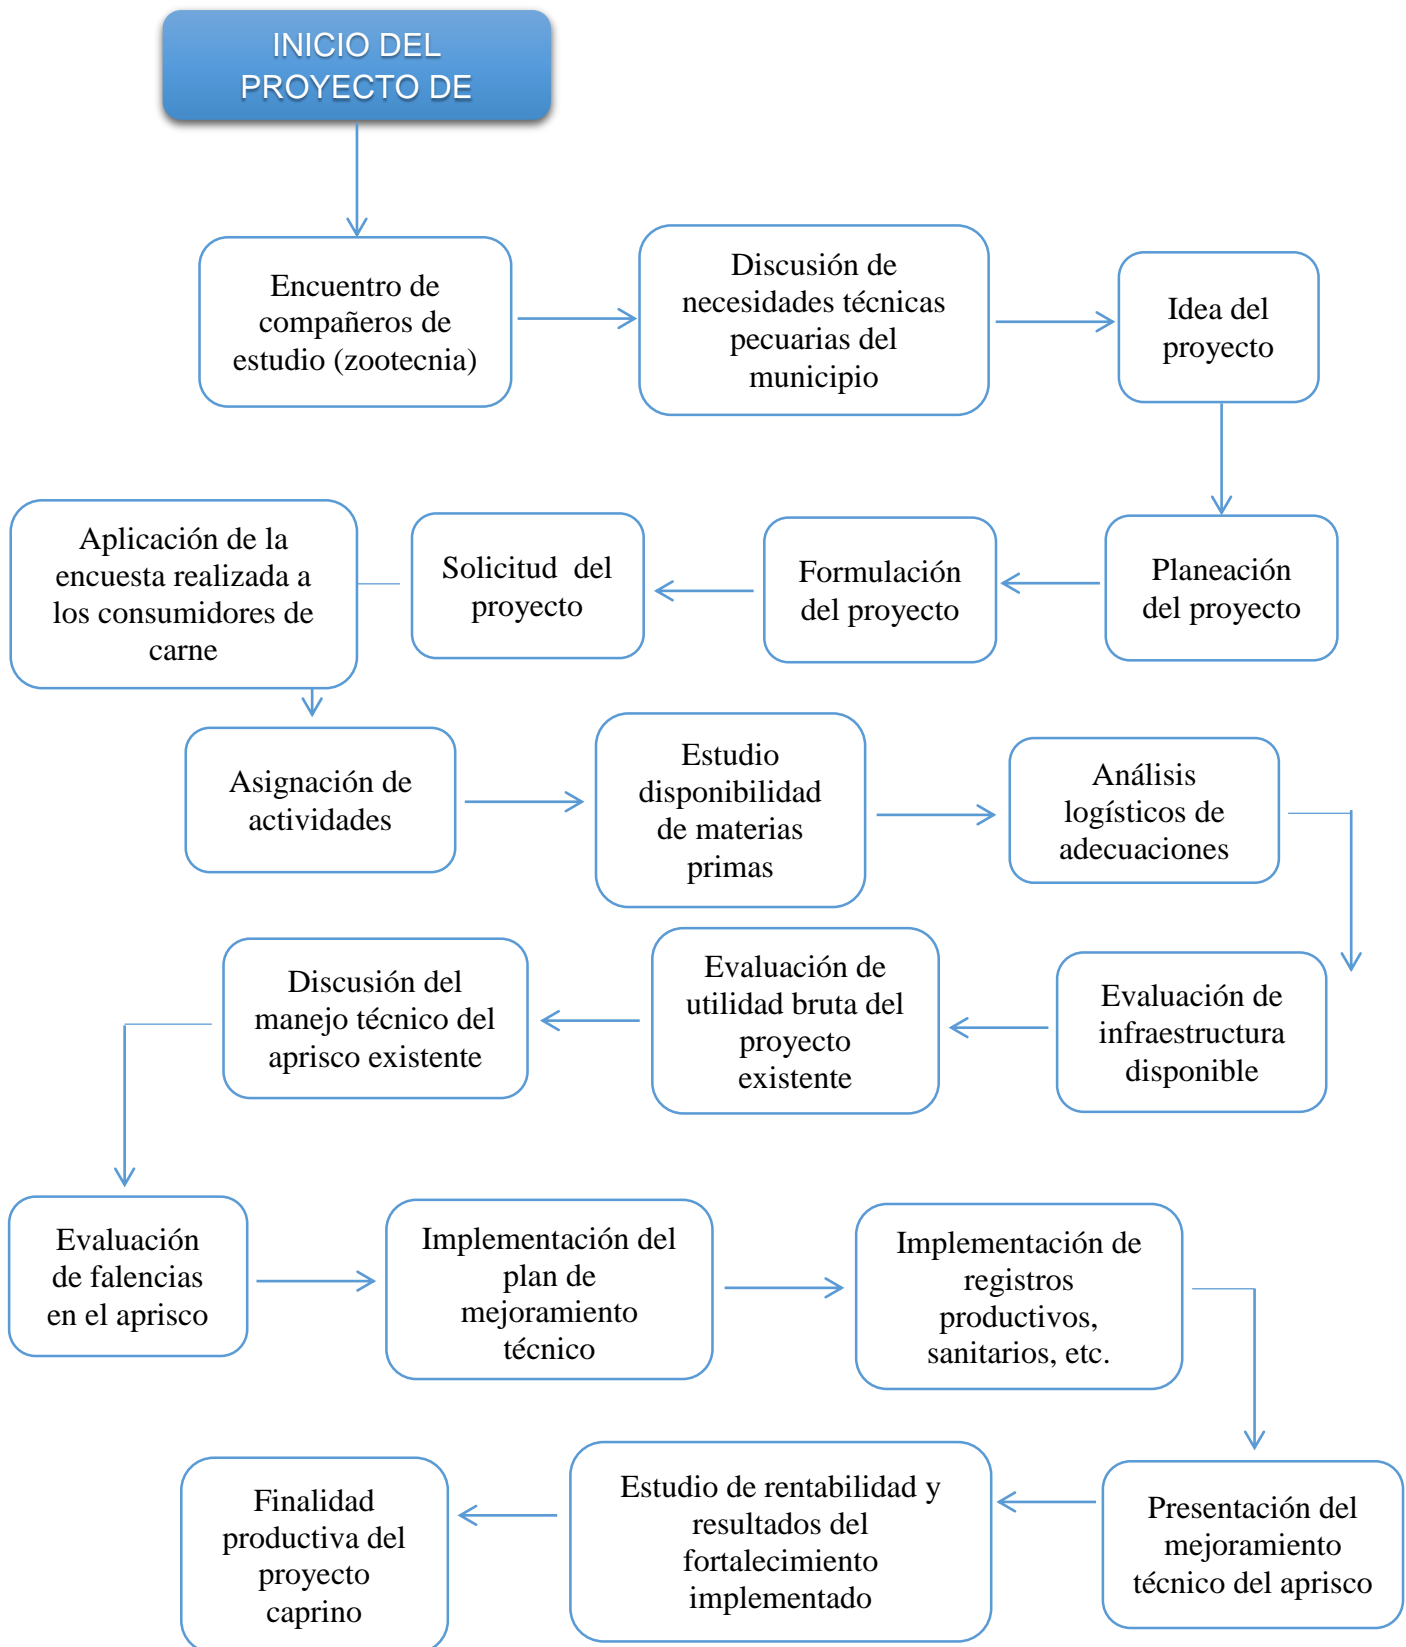 INICIO DEL
PROYECTO DE
Encuentro de
compañeros de
estudio (zootecnia)
Discusión de
necesidades técnicas
pecuarias del
municipio
Idea del
proyecto
Planeación
del proyecto
Formulación
del proyecto
Solicitud  del
proyecto
Aplicación de la
encuesta realizada a
los consumidores de
carne
Asignación de
actividades
Estudio
disponibilidad
de materias
primas
Análisis
logísticos de
adecuaciones
Evaluación de
infraestructura
disponible
Evaluación de
utilidad bruta del
proyecto
existente
Discusión del
manejo técnico del
aprisco existente
Evaluación
de falencias
en el aprisco
Implementación del
plan de
mejoramiento
técnico
Implementación de
registros
productivos,
sanitarios, etc.
Presentación del
mejoramiento
técnico del aprisco
Estudio de rentabilidad y
resultados del
fortalecimiento
implementado
Finalidad
productiva del
proyecto
caprino